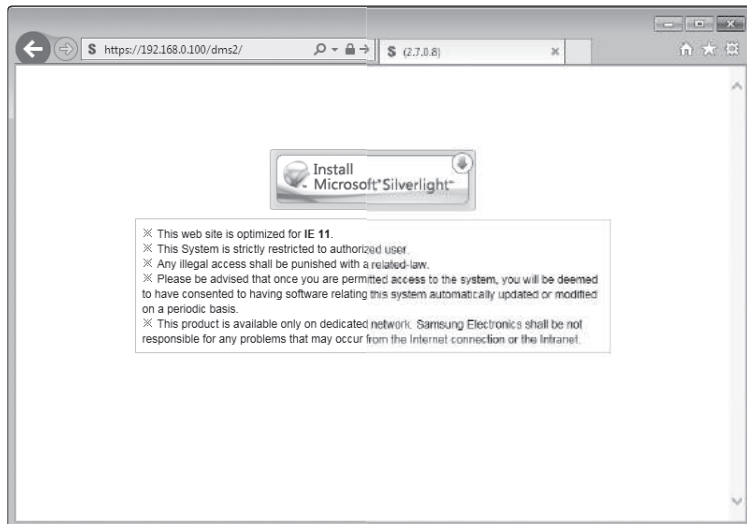 S https://192.168.0.100/dms2/
S (2.7.0.8)
Install
Microsoft® Silverlight™
※ This web site is optimized for IE 11.
※ This System is strictly restricted to authorized user.
※ Any illegal access shall be punished with a related-law.
※ Please be advised that once you are permitted access to the system, you will be deemed
to have consented to having software relating this system automatically updated or modified
on a periodic basis.
※ This product is available only on dedicated network. Samsung Electronics shall be not
responsible for any problems that may occur from the Internet connection or the Intranet.